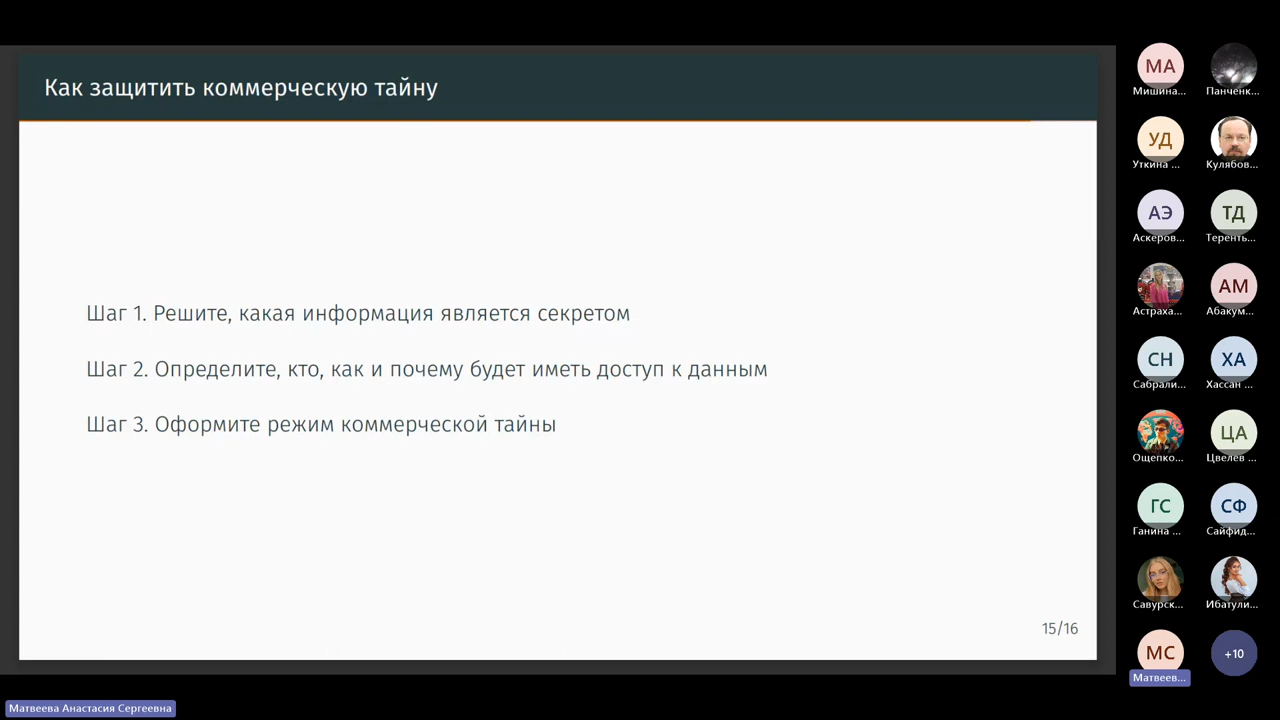 Как защитить коммерческую тайну
Шаг 1. Решите, какая информация является секретом
Шаг 2. Определите, кто, как и почему будет иметь доступ к данным
Шаг 3. Оформите режим коммерческой тайны
15/16
МА
Мишина...
Панченк...
УД
Уткина ...
Кулябов...
АЭ
Аскеров...
ТД
Теренть...
Астраха...
АМ
Абакум...
СН
Сабрали...
ХА
Хассан ...
Ощепко...
ЦА
Цвелев ...
ГС
Ганина ...
СФ
Сайфид...
Савурск...
Ибатули...
МС
Матвеев...
+10
Матвеева Анастасия Сергеевна